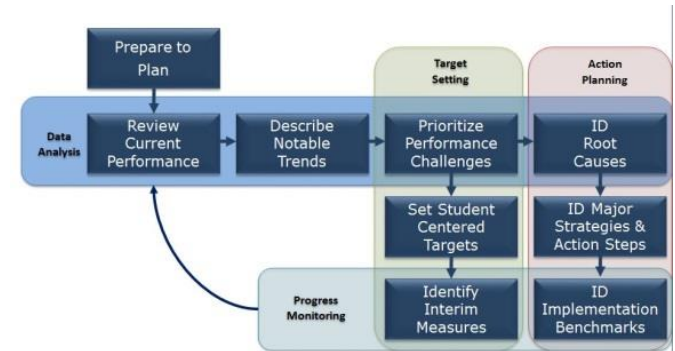 Prepare to
Plan
Target
Setting
Action
Planning
Data
Analysis
Review
Current
Performance
Describe
Notable
Trends
Prioritize
Performance
Challenges
ID
Root
Causes
Set Student
Centered
Targets
ID Major
Strategies &
Action Steps
Progress
Monitoring
Identify
Interim
Measures
ID
Implementation
Benchmarks